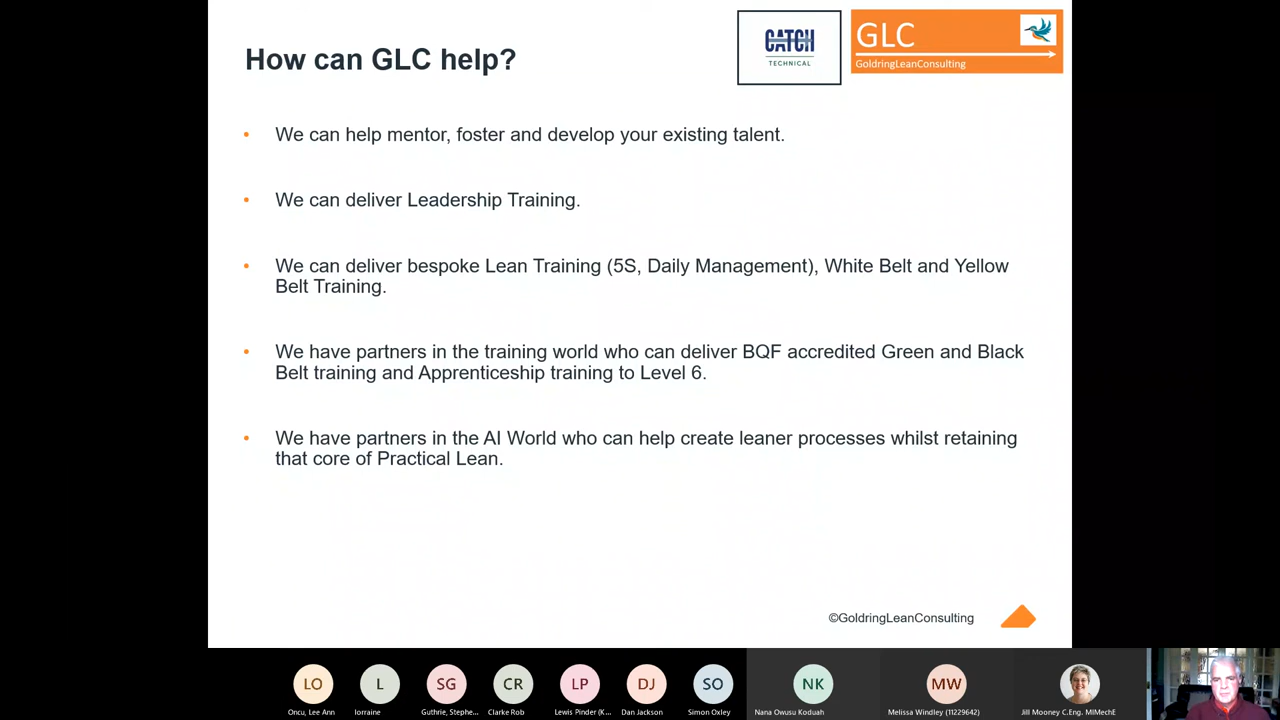 How can GLC help?
CATCH
TECHNICAL
GLC
GoldringLeanConsulting
• We can help mentor, foster and develop your existing talent.
• We can deliver Leadership Training.
• We can deliver bespoke Lean Training (5S, Daily Management), White Belt and Yellow
Belt Training.
• We have partners in the training world who can deliver BQF accredited Green and Black
Belt training and Apprenticeship training to Level 6.
• We have partners in the AI World who can help create leaner processes whilst retaining
that core of Practical Lean.
©GoldringLeanConsulting
LO
L
SG
CR
LP
DJ
SO
NK
MW
Oncu, Lee Ann
lorraine
Guthrie, Stephe...
Clarke Rob
Lewis Pinder (K...
Dan Jackson
Simon Oxley
Nana Owusu Koduah
Melissa Windley (11229642)
Jill Mooney C.Eng, MIMechE